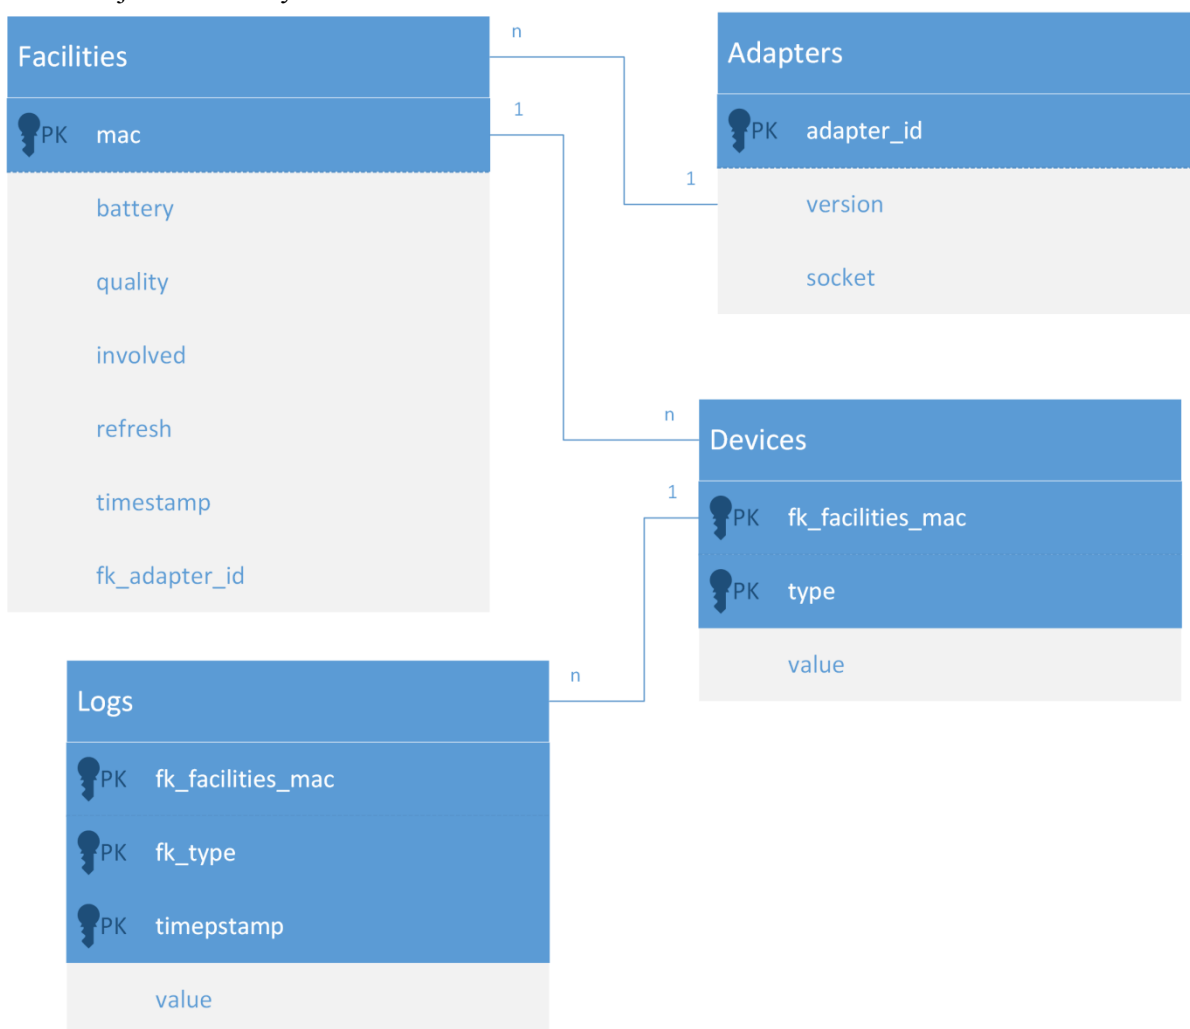 Facilities
PK mac
battery
quality
involved
refresh
timestamp
fk_adapter_id
n
1
Adapters
PK adapter_id
version
socket
1
n
Devices
PK fk_facilities_mac
PK type
value
1
n
Logs
PK fk_facilities_mac
PK fk_type
PK timepstamp
value